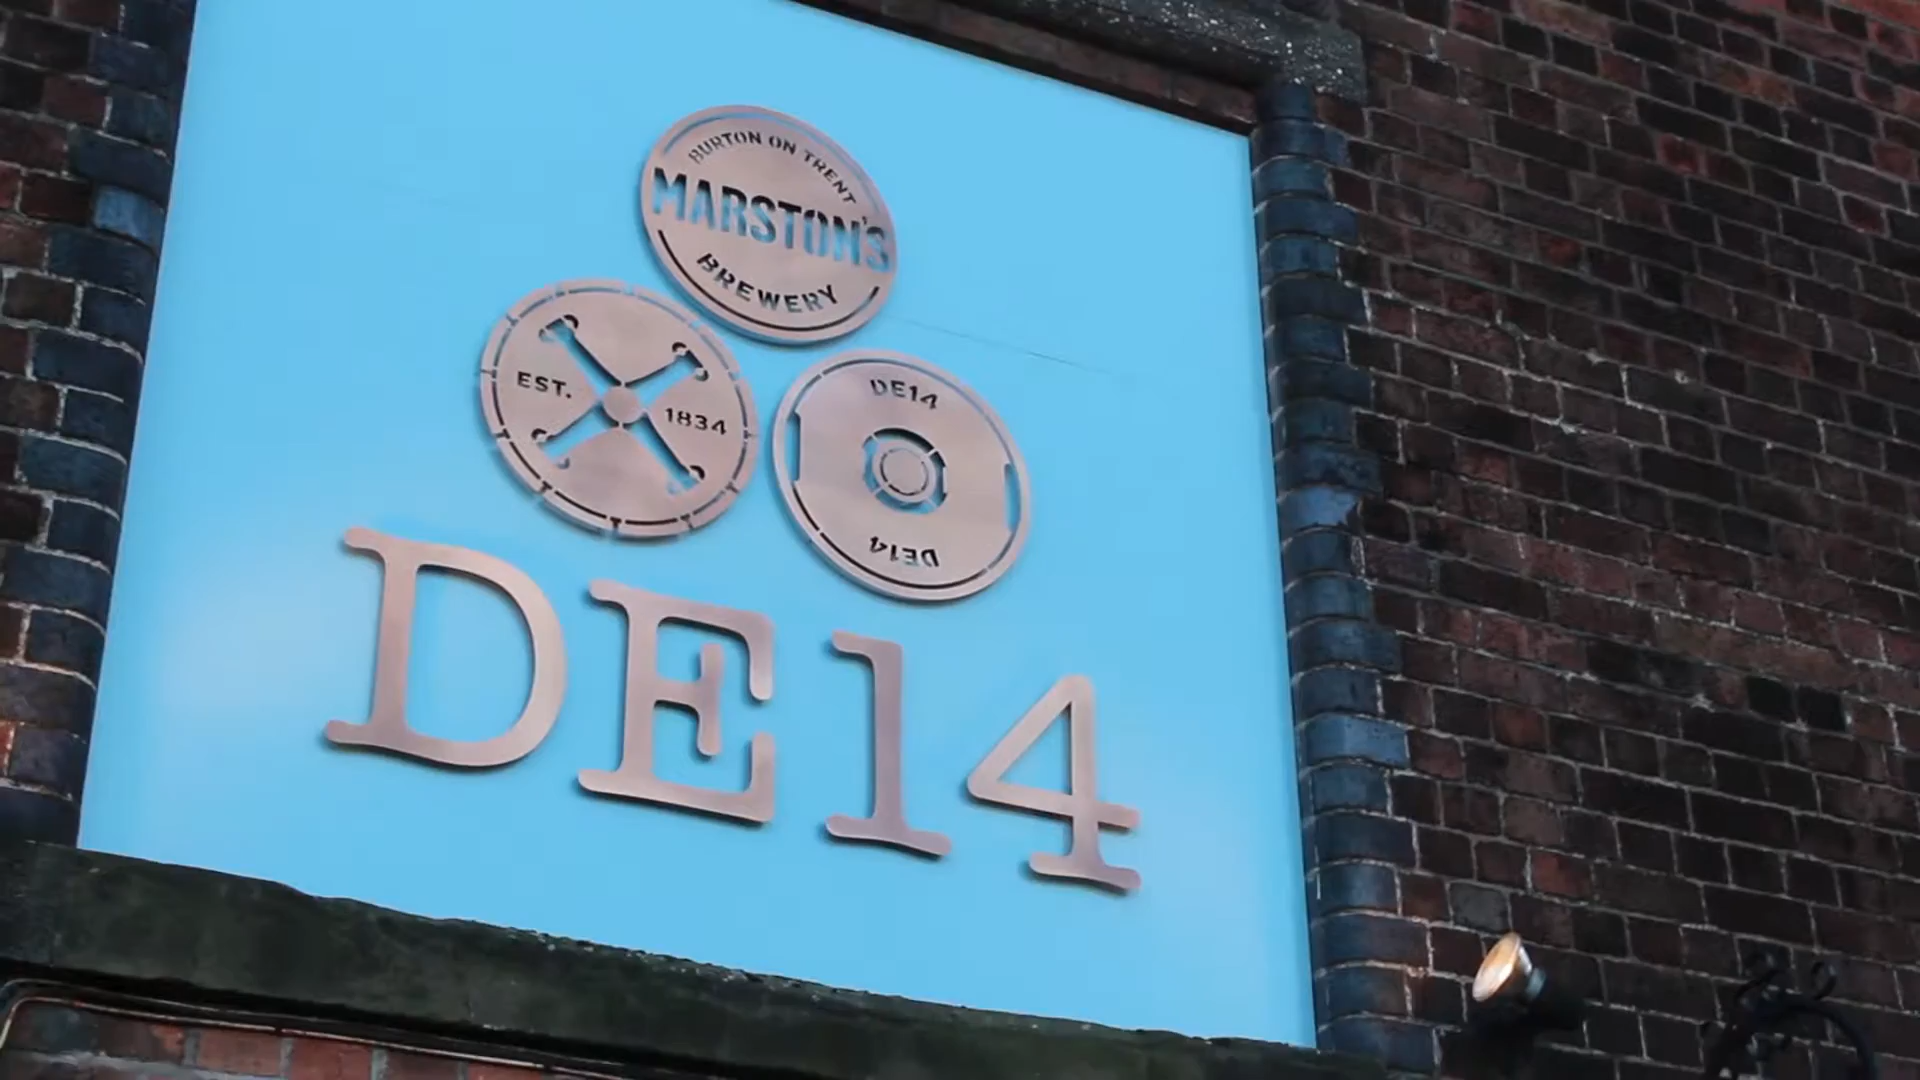 BURTON ON TRENT
MARSTON'S
BREWERY
EST. 1834
DE14
DE14
DE14